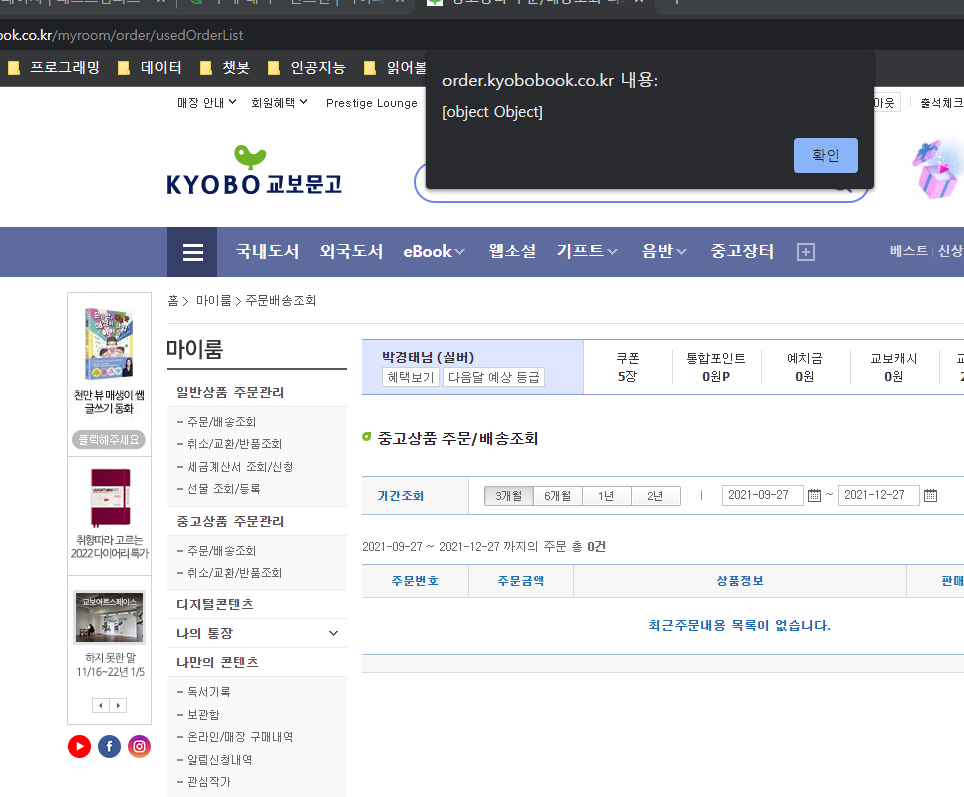 ook.co.kr/myroom/order/usedOrderList
프로그래밍 데이터 챗봇 인공지능 읽어볼
order.kyobobook.co.kr 내용:
[object Object]
확인
매장 안내 회원혜택 Prestige Lounge
아웃 출석체크
KYOBO 교보문고
국내도서 외국도서 eBook 웹소설 기프트 음반 중고장터
베스트 신상
홈 > 마이룸 > 주문배송조회
천만 뷰 매생이 쌤
글쓰기 동화
클릭해주세요
취향따라 고르는
2022 다이어리 특가
교보아트스페이스
하지 못한 말
11/16~22년 1/5
마이룸
일반상품 주문관리
- 주문/배송조회
- 취소/교환/반품조회
- 세금계산서 조회/신청
- 선물 조회/등록
중고상품 주문관리
- 주문/배송조회
- 취소/교환/반품조회
디지털콘텐츠
나의 통장
나만의 콘텐츠
- 독서기록
- 보관함
- 온라인/매장 구매내역
- 알림신청내역
- 관심작가
박경태님 (실버)
혜택보기 다음달 예상 등급
쿠폰 통합포인트 예치금 교보캐시
5장 0원P 0원 0원
중고상품 주문/배송조회
기간조회 3개월 6개월 1년 2년 | 2021-09-27 ~ 2021-12-27
2021-09-27 ~ 2021-12-27 까지의 주문 총 0건
주문번호 주문금액 상품정보 판매
최근주문내용 목록이 없습니다.